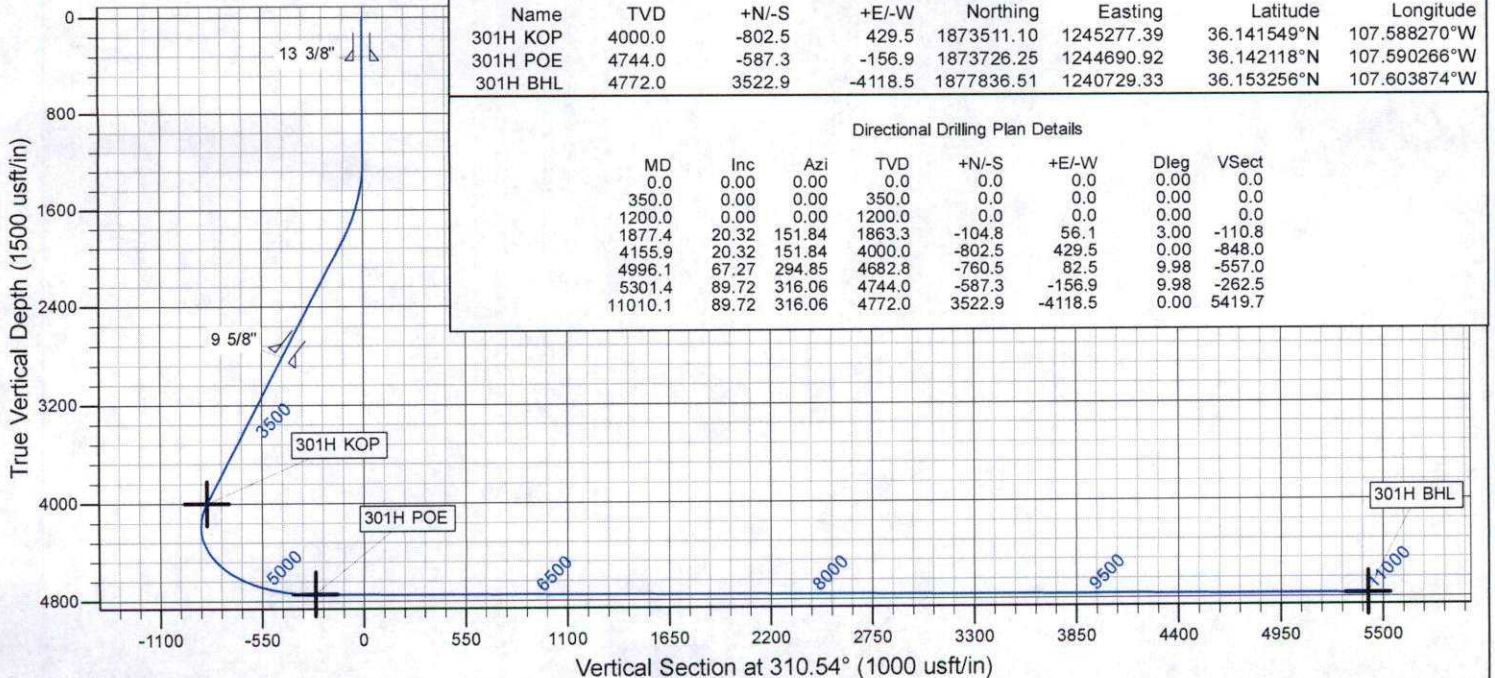 Name TVD +N/-S +E/-W Northing Easting Latitude Longitude
301H KOP 4000.0 -802.5 429.5 1873511.10 1245277.39 36.141549°N 107.588270°W
301H POE 4744.0 -587.3 -156.9 1873726.25 1244690.92 36.142118°N 107.590266°W
301H BHL 4772.0 3522.9 -4118.5 1877836.51 1240729.33 36.153256°N 107.603874°W
Directional Drilling Plan Details
MD Inc Azi TVD +N/-S +E/-W Dleg VSect
0.0 0.00 0.00 0.0 0.0 0.0 0.00 0.0
350.0 0.00 0.00 350.0 0.0 0.0 0.00 0.0
1200.0 0.00 0.00 1200.0 0.0 0.0 0.00 0.0
1877.4 20.32 151.84 1863.3 -104.8 56.1 3.00 -110.8
4155.9 20.32 151.84 4000.0 -802.5 429.5 0.00 -848.0
4996.1 67.27 294.85 4682.8 -760.5 82.5 9.98 -557.0
5301.4 89.72 316.06 4744.0 -587.3 -156.9 9.98 -262.5
11010.1 89.72 316.06 4772.0 3522.9 -4118.5 0.00 5419.7
True Vertical Depth (1500 usft/in)
0
800
1600
2400
3200
4000
4800
13 3/8"
9 5/8"
3500
301H KOP
301H POE
301H BHL
5000
6500
8000
9500
11000
-1100 -550 0 550 1100 1650 2200 2750 3300 3850 4400 4950 5500
Vertical Section at 310.54° (1000 usft/in)